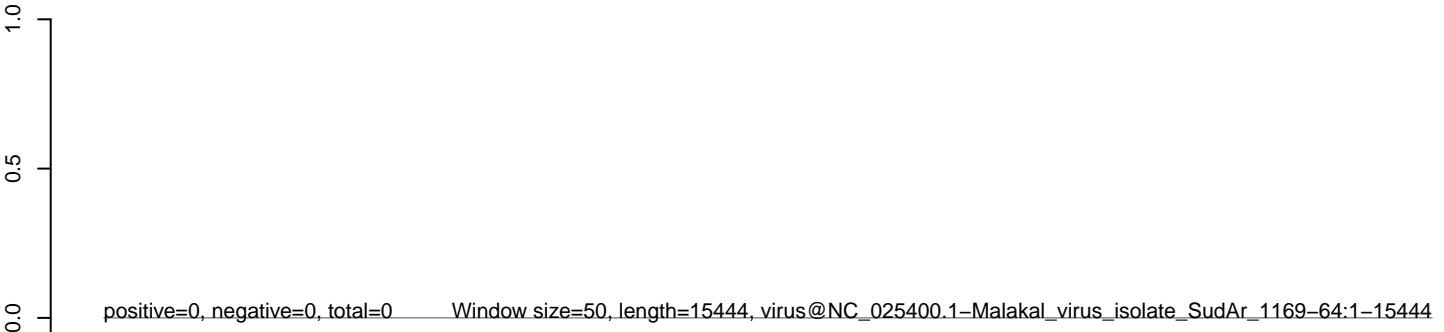 1.0
0.5
0.0
positive=0, negative=0, total=0 Window size=50, length=15444, virus@NC_025400.1−Malakal_virus_isolate_SudAr_1169−64:1−15444